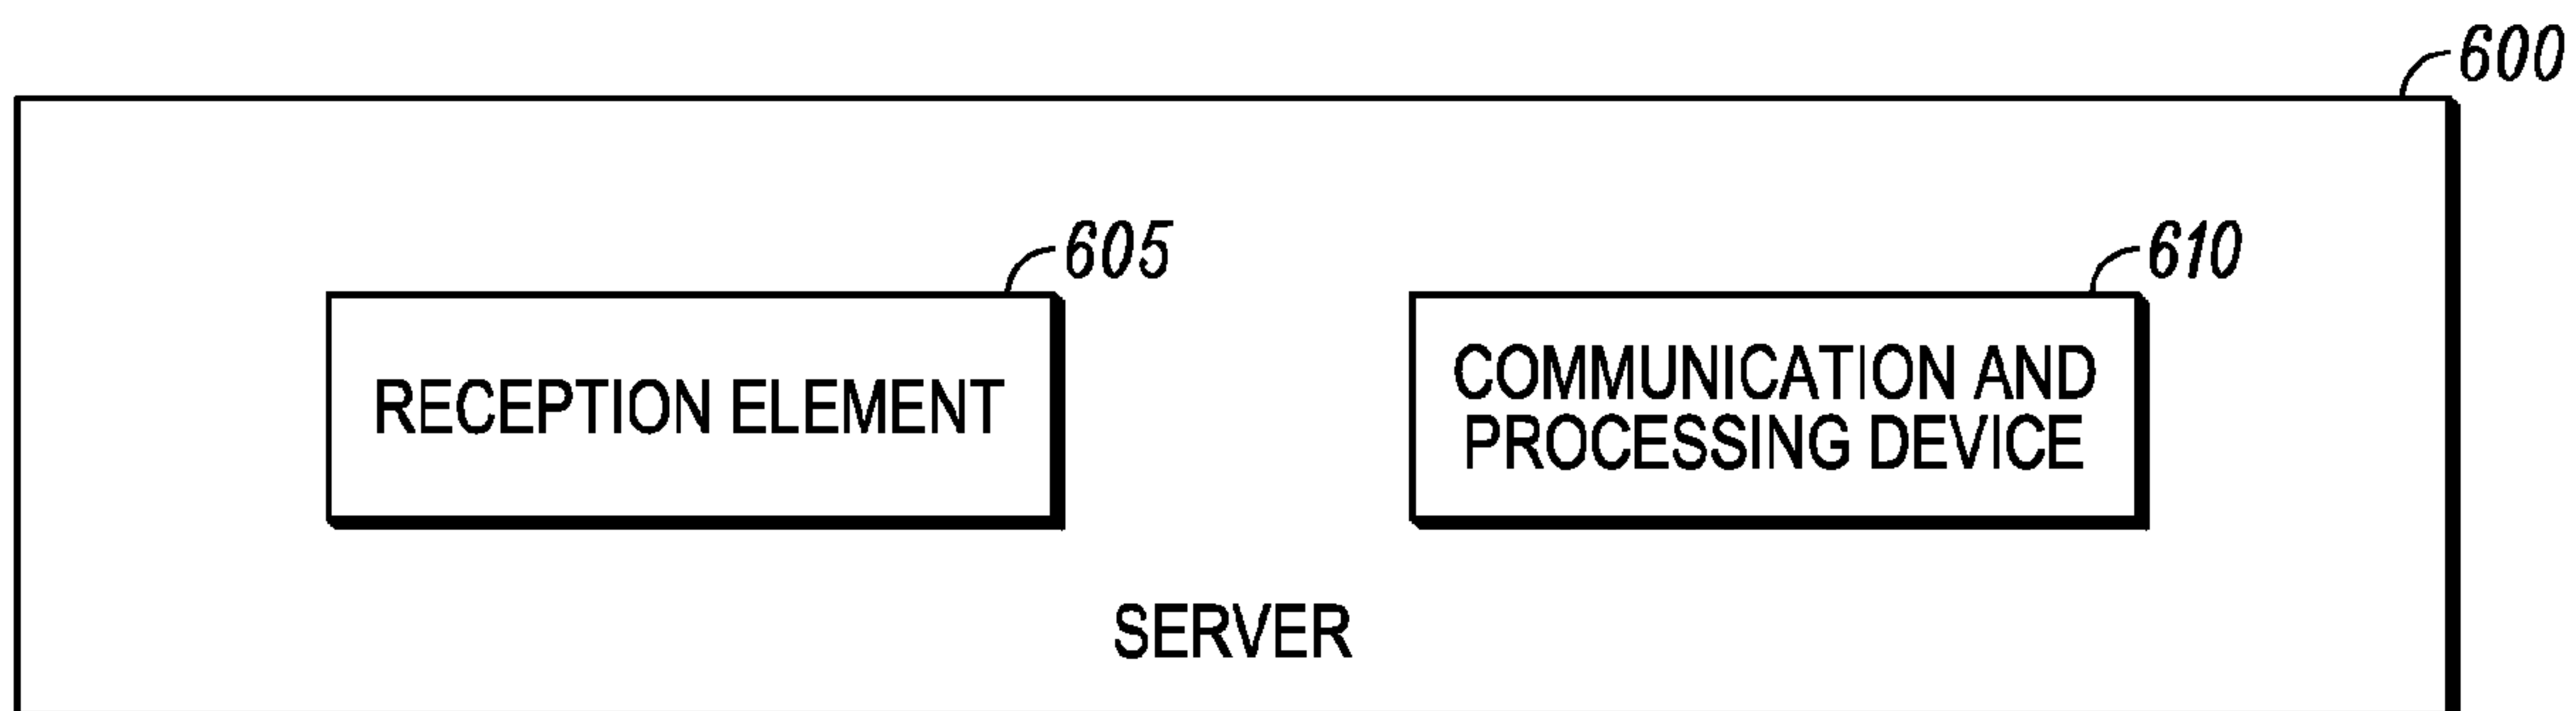 600
605
610
RECEPTION ELEMENT
COMMUNICATION AND
PROCESSING DEVICE
SERVER